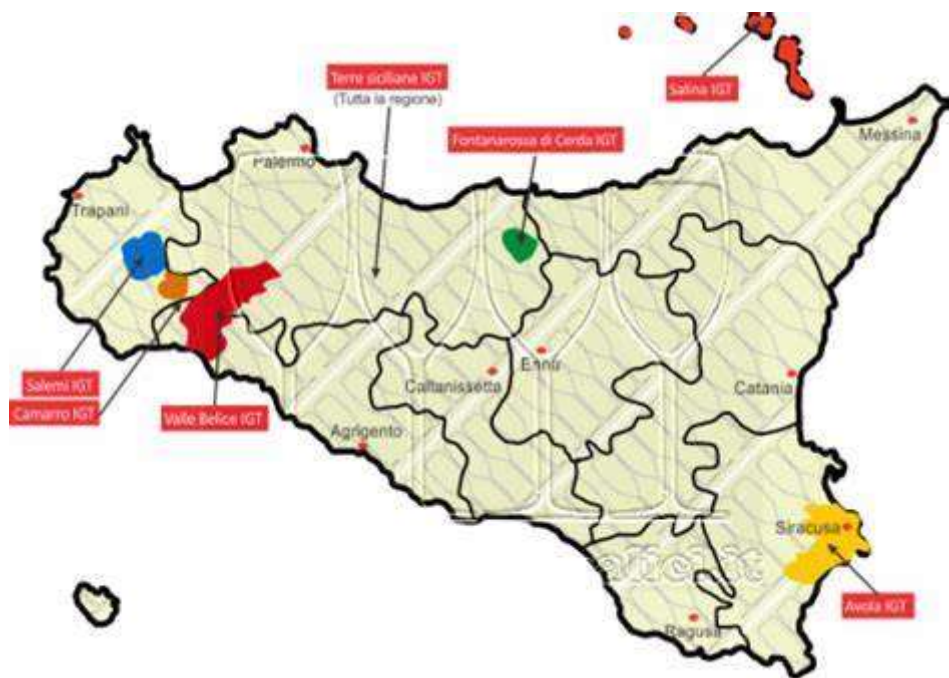 Terre siciliane IGT
(Tutta la regione)
Salina IGT
Fontanarossa di Cerda IGT
Messina
Palermo
Trapani
Salemi IGT
Camarro IGT
Valle Belice IGT
Enna
Caltanissetta
Catania
Agrigento
Siracusa
Avola IGT
Ragusa